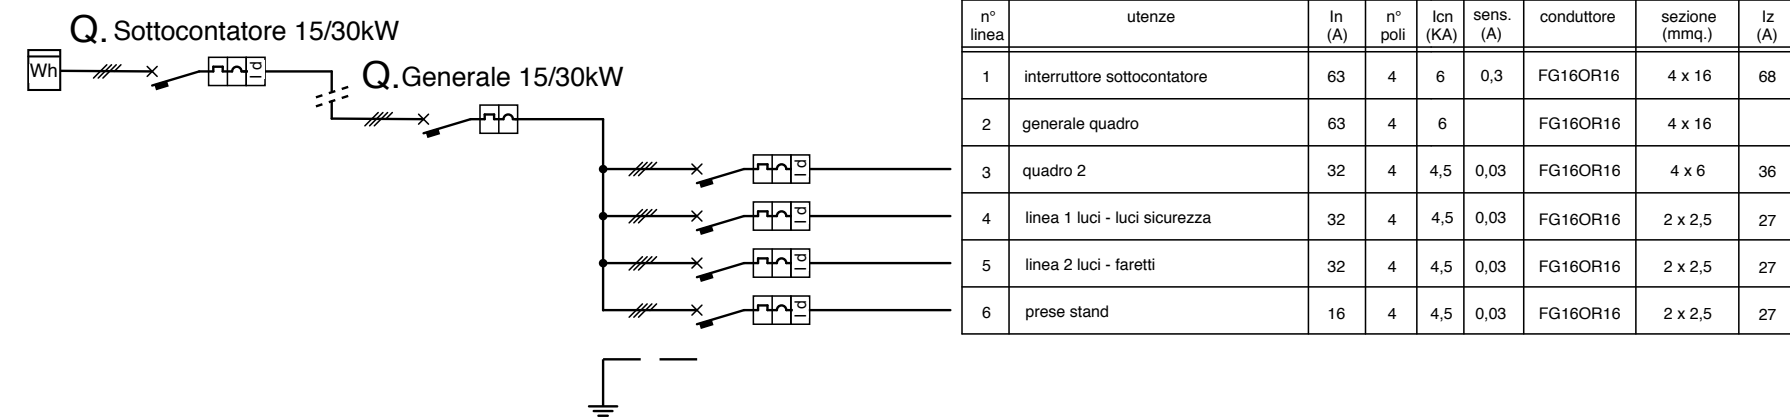 Q. Sottocontatore 15/30kW
Wh
Id
Q.Generale 15/30kW
Id
Id
Id
Id
n° linea utenze In (A) n° poli Icn (KA) sens. (A) conduttore sezione (mmq.) Iz (A)
1 interruttore sottocontatore 63 4 6 0,3 FG16OR16 4 x 16 68
2 generale quadro 63 4 6 FG16OR16 4 x 16
3 quadro 2 32 4 4,5 0,03 FG16OR16 4 x 6 36
4 linea 1 luci - luci sicurezza 32 4 4,5 0,03 FG16OR16 2 x 2,5 27
5 linea 2 luci - faretti 32 4 4,5 0,03 FG16OR16 2 x 2,5 27
6 prese stand 16 4 4,5 0,03 FG16OR16 2 x 2,5 27